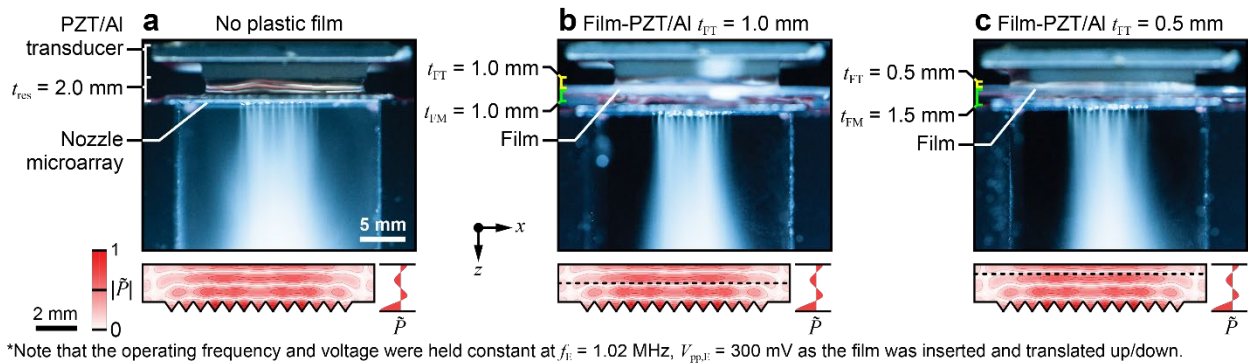 a No plastic film
b Film-PZT/Al t_FT = 1.0 mm
c Film-PZT/Al t_FT = 0.5 mm
PZT/Al
transducer
t_res = 2.0 mm
Nozzle
microarray
5 mm
t_FT = 1.0 mm
t_FM = 1.0 mm
Film
t_FT = 0.5 mm
t_FM = 1.5 mm
Film
x
z
1
|P̃|
0
2 mm
P̃
P̃
P̃
*Note that the operating frequency and voltage were held constant at f_E = 1.02 MHz, V_pp,E = 300 mV as the film was inserted and translated up/down.